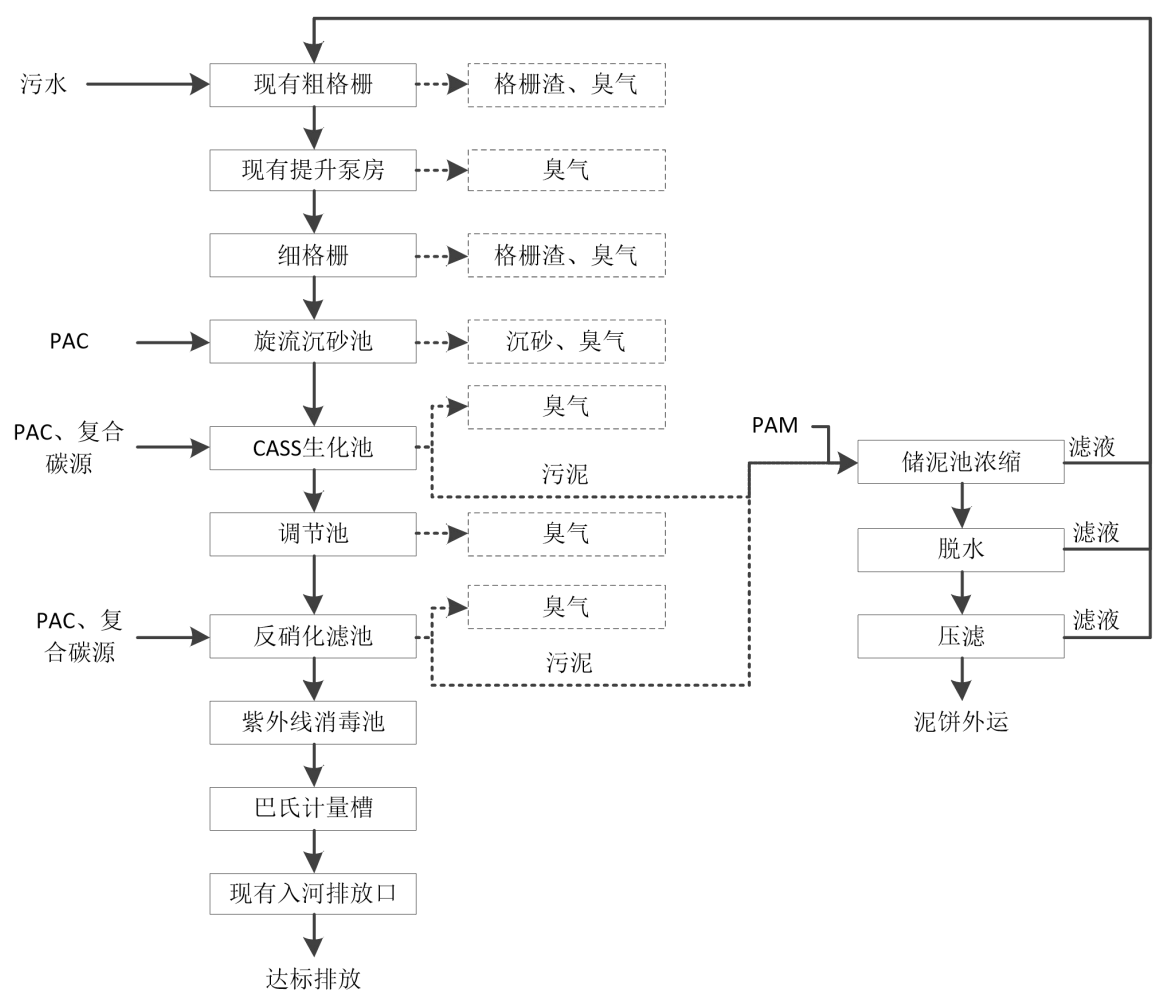 污水
现有粗格栅
格栅渣、臭气
现有提升泵房
臭气
细格栅
格栅渣、臭气
PAC
旋流沉砂池
沉砂、臭气
臭气
PAC、复合
碳源
CASS生化池
污泥
PAM
储泥池浓缩
滤液
调节池
臭气
脱水
滤液
臭气
PAC、复
合碳源
反硝化滤池
污泥
压滤
滤液
紫外线消毒池
泥饼外运
巴氏计量槽
现有入河排放口
达标排放